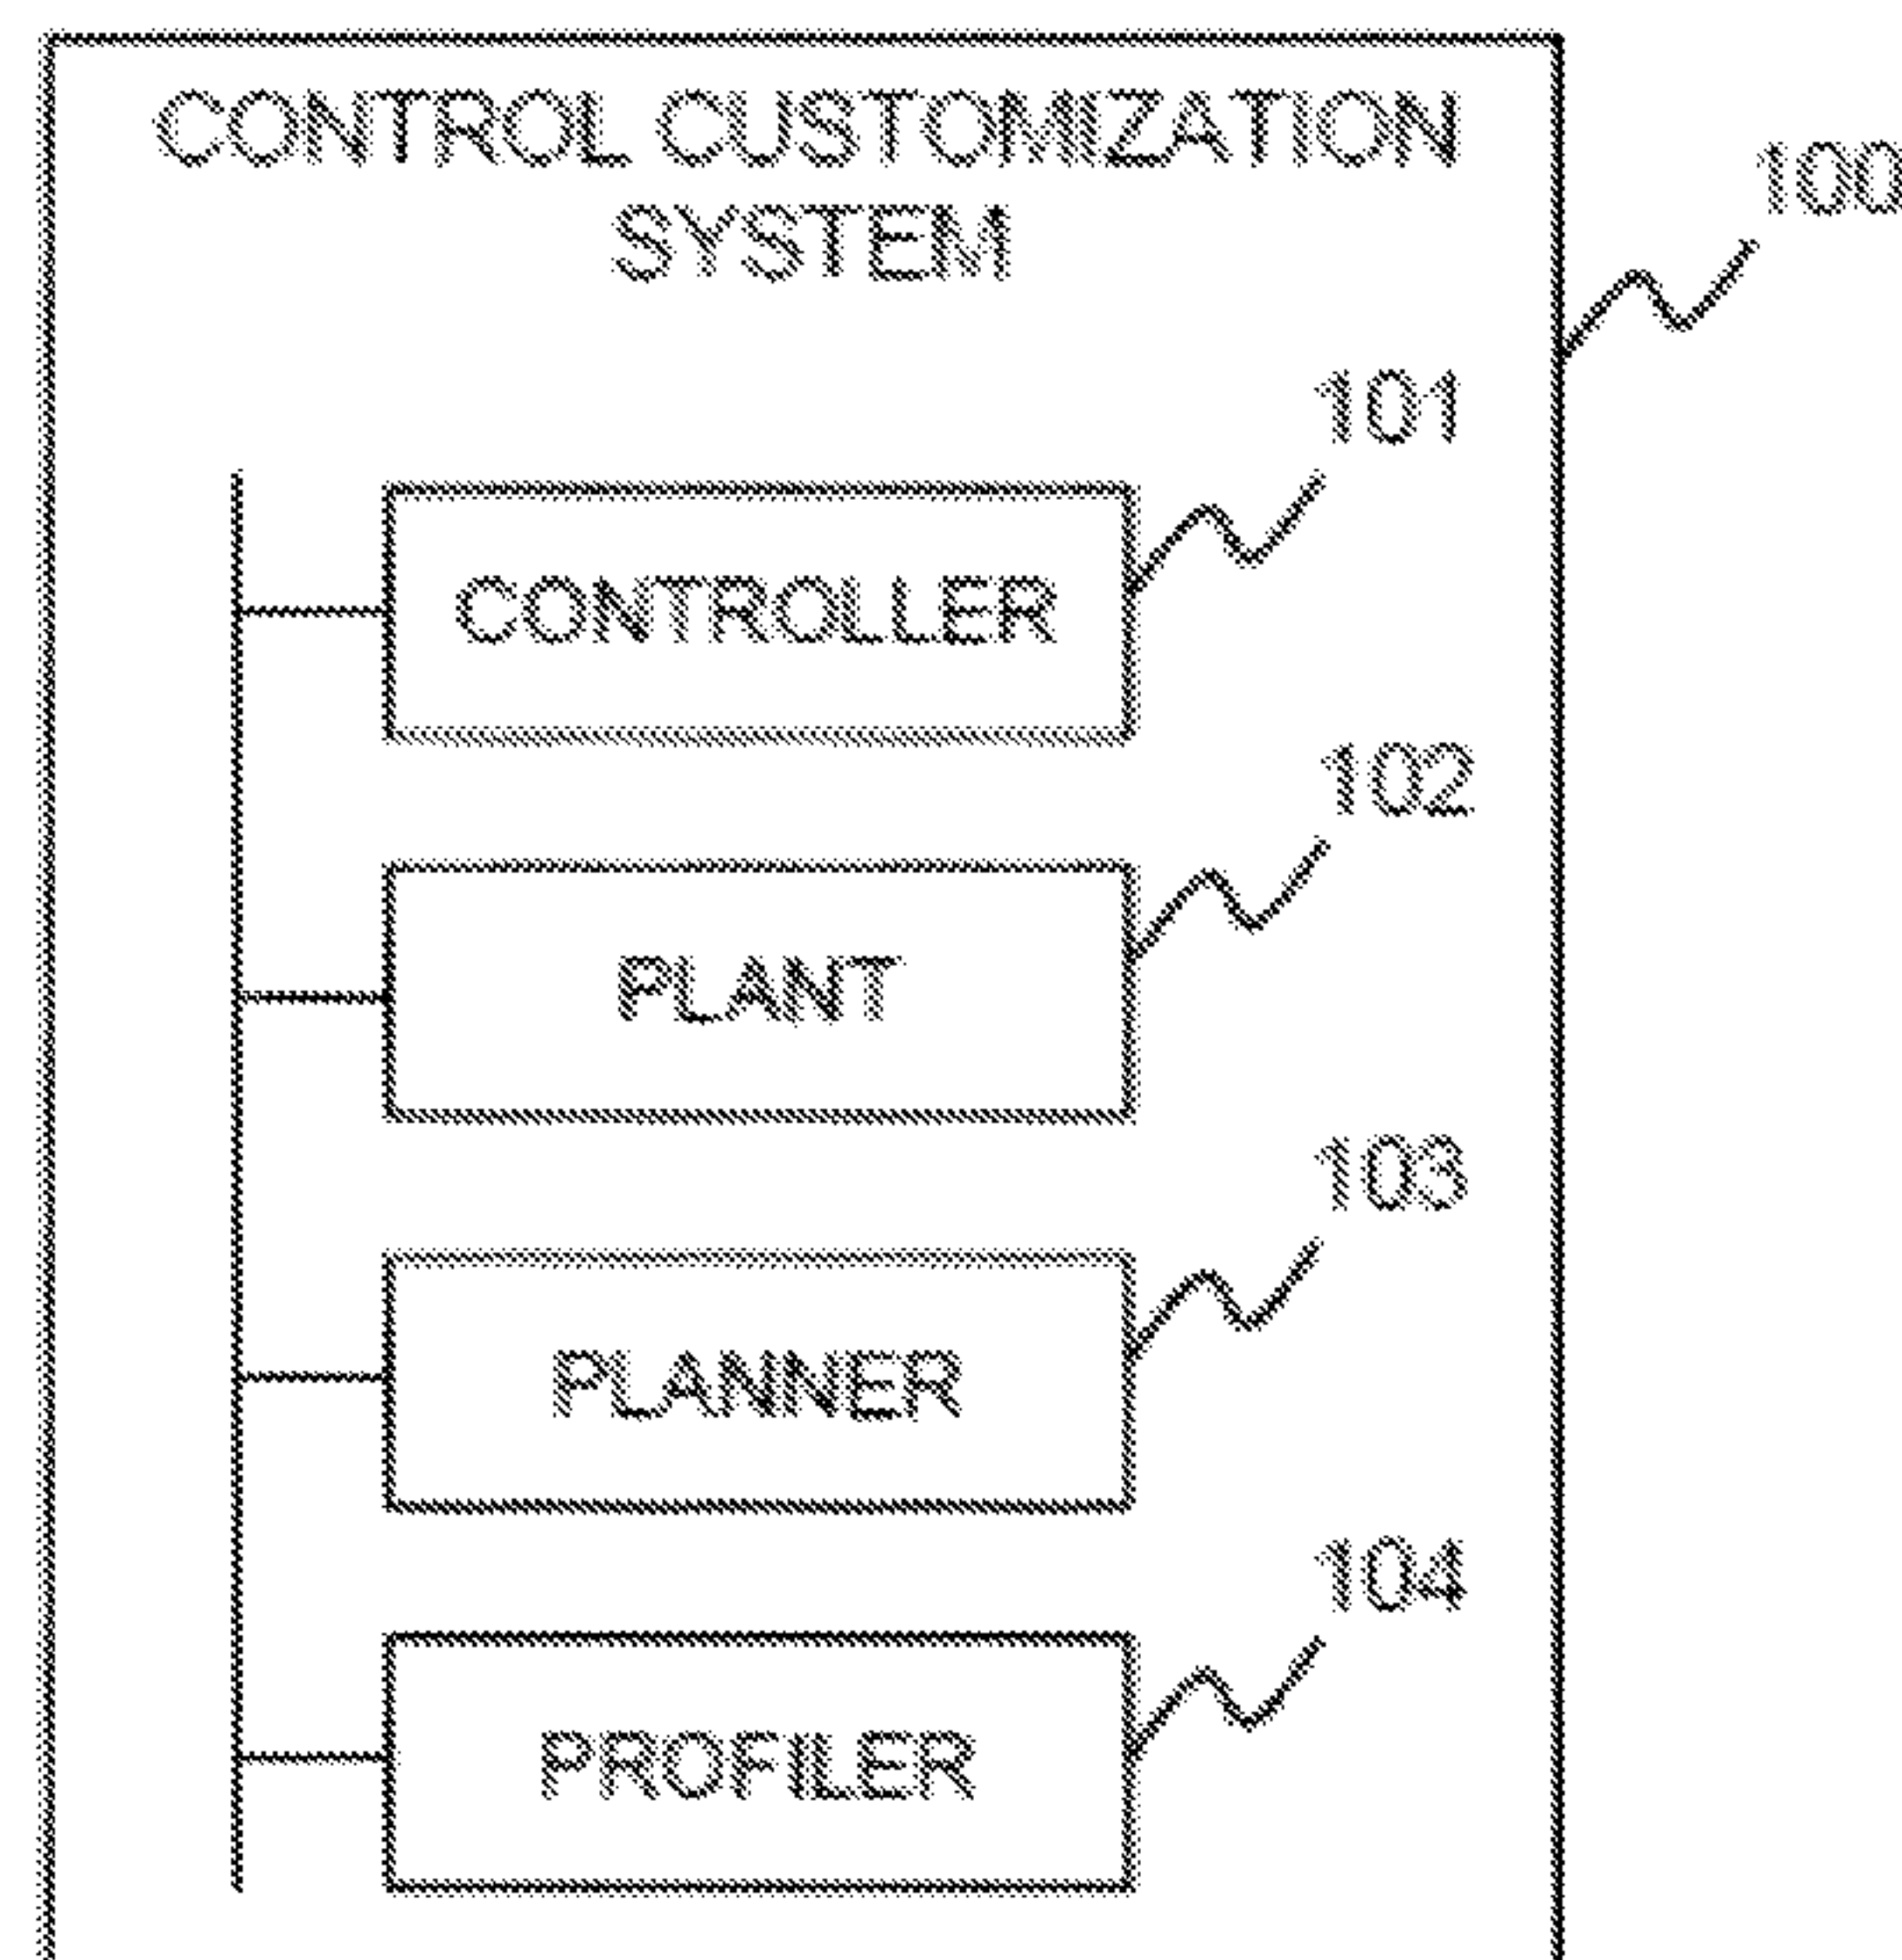 CONTROL CUSTOMIZATION
SYSTEM
100
101
CONTROLLER
102
PLANT
103
PLANNER
104
PROFILER